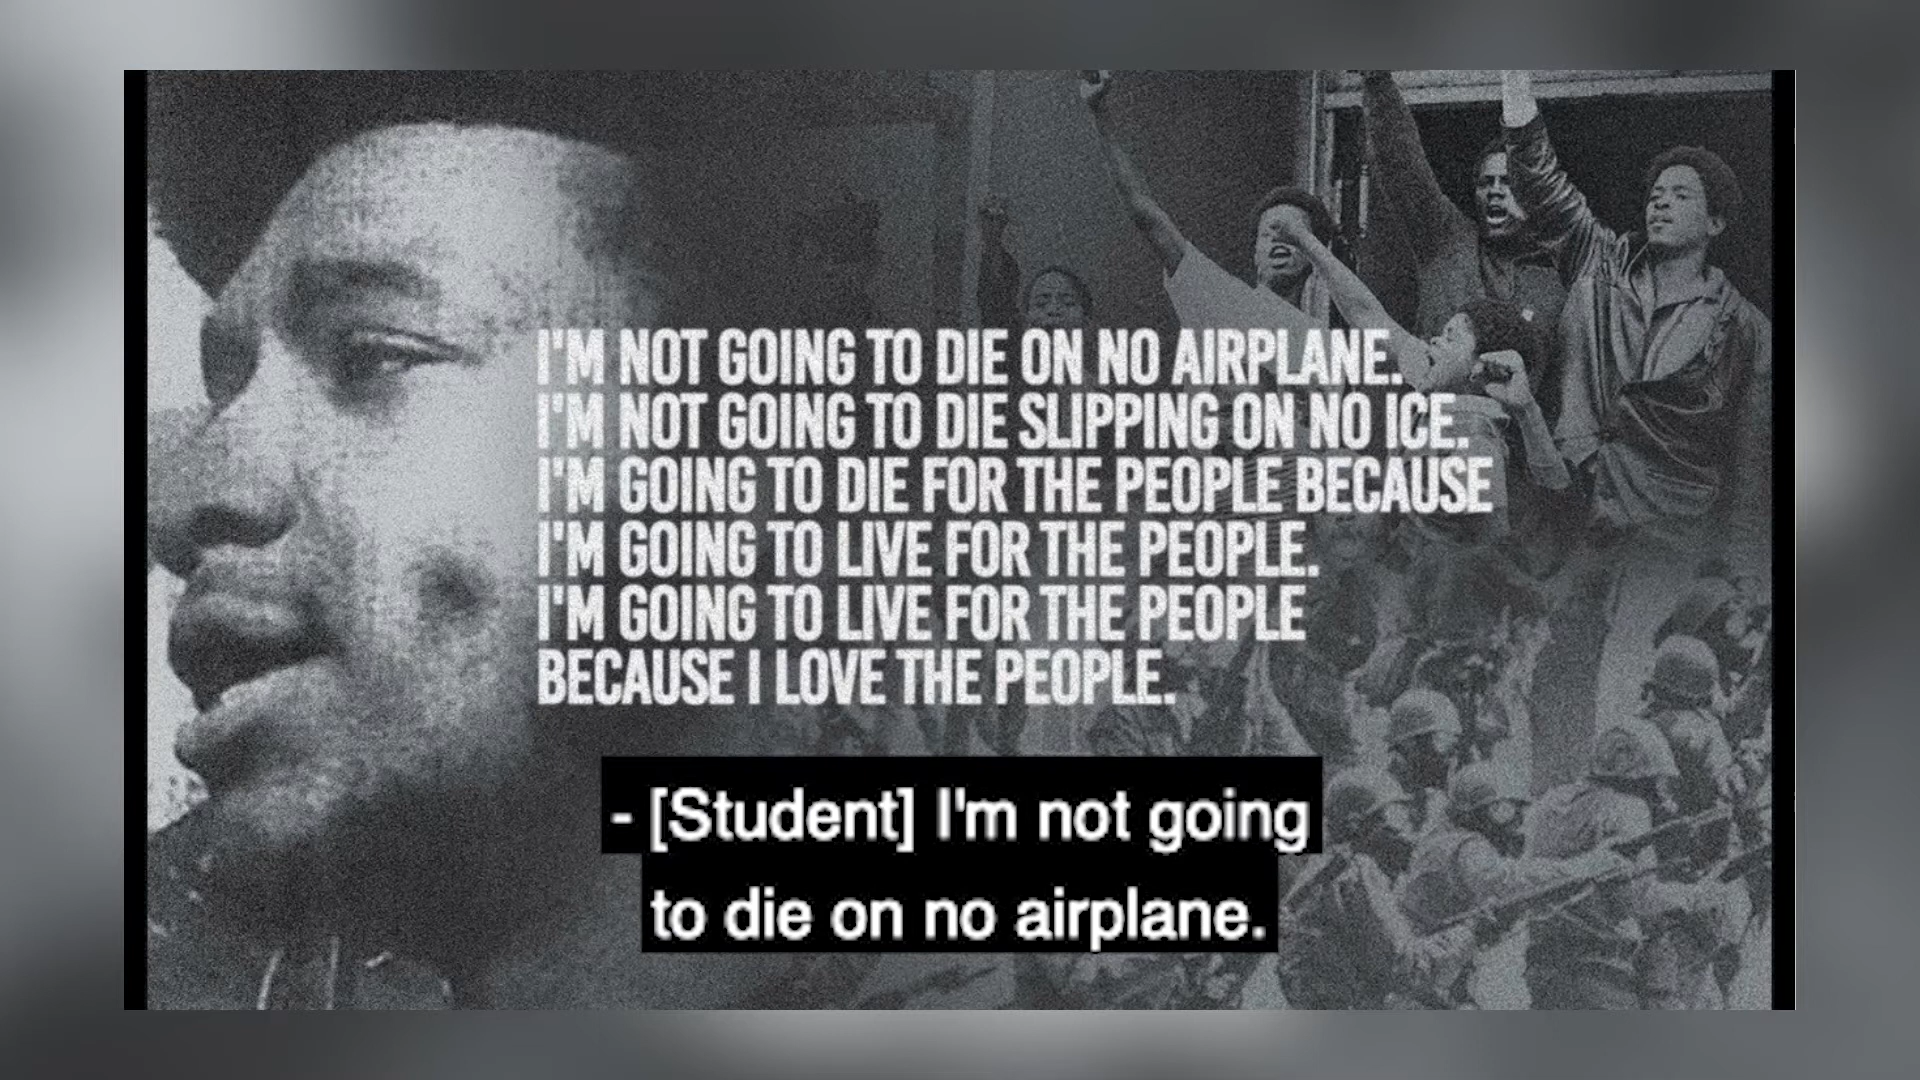 I'M NOT GOING TO DIE ON NO AIRPLANE.
I'M NOT GOING TO DIE SLIPPING ON NO ICE.
I'M GOING TO DIE FOR THE PEOPLE BECAUSE
I'M GOING TO LIVE FOR THE PEOPLE.
I'M GOING TO LIVE FOR THE PEOPLE
BECAUSE I LOVE THE PEOPLE.
- [Student] I'm not going
to die on no airplane.